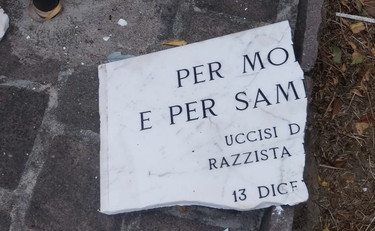 PER MO
E PER SAM
UCCISI D
RAZZISTA
13 DICE